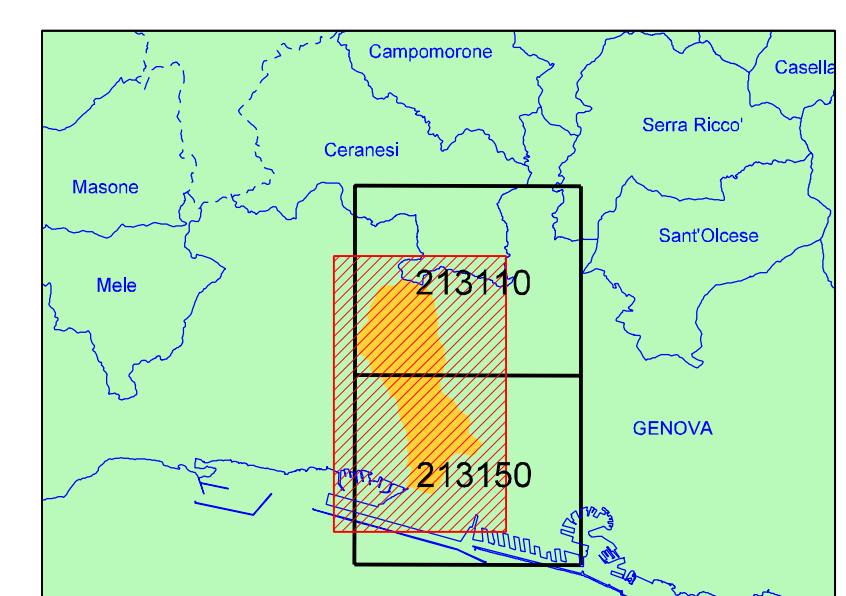 Campomorone
Casella
Serra Ricco'
Ceranesi
Masone
Sant'Olcese
Mele
213110
GENOVA
213150